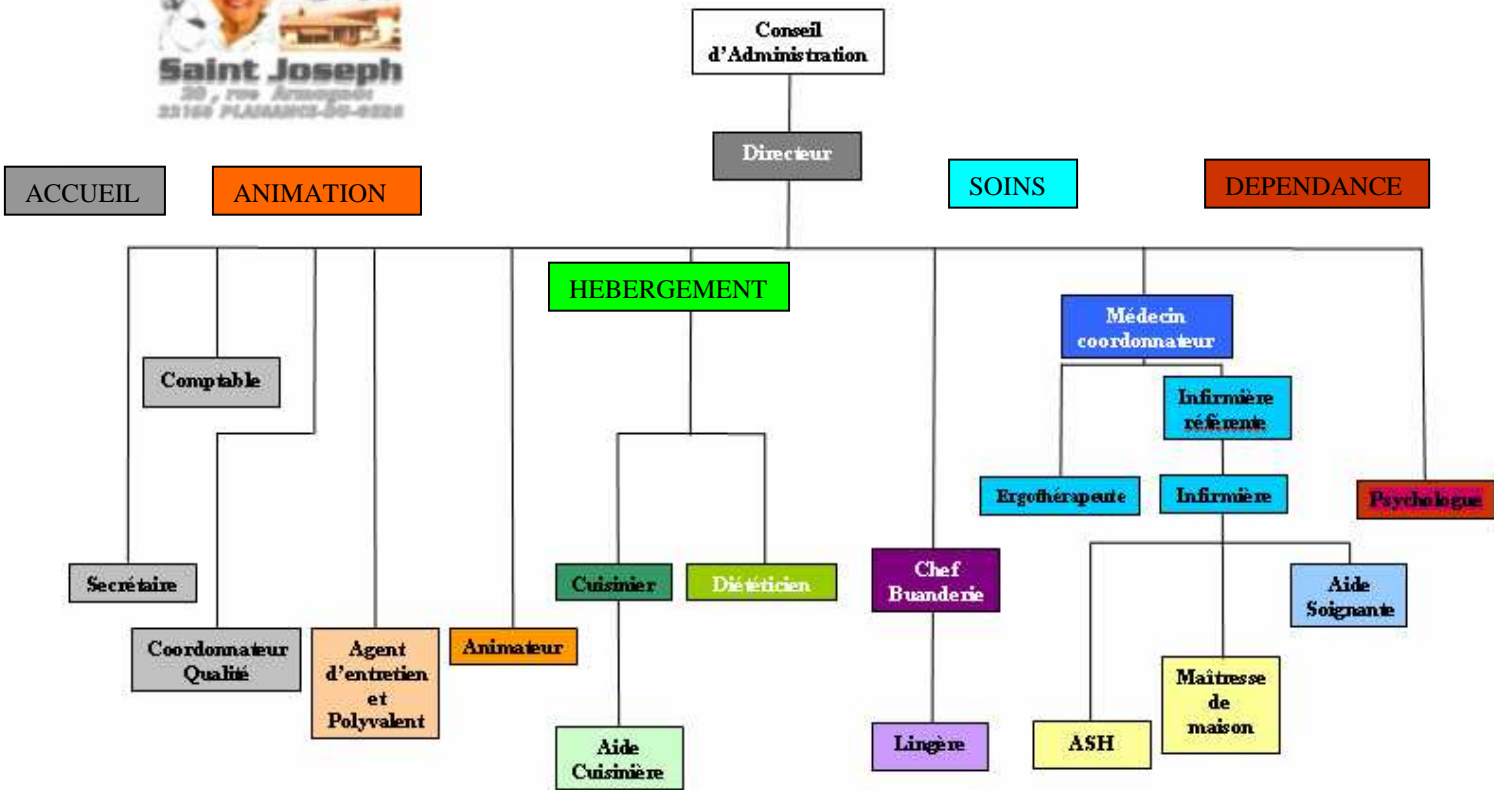 Saint Joseph
Conseil
d'Administration
Directeur
ACCUEIL
ANIMATION
SOINS
DEPENDANCE
HEBERGEMENT
Médecin
coordonnateur
Comptable
Infirmière
référente
Ergothérapeute
Infirmière
Psychologue
Secrétaire
Cuisinier
Diététicien
Chef
Buanderie
Aide
Soignante
Coordonnateur
Qualité
Agent
d'entretien
et
Polyvalent
Animateur
Maîtresse
de
maison
Aide
Cuisinière
Lingère
ASH